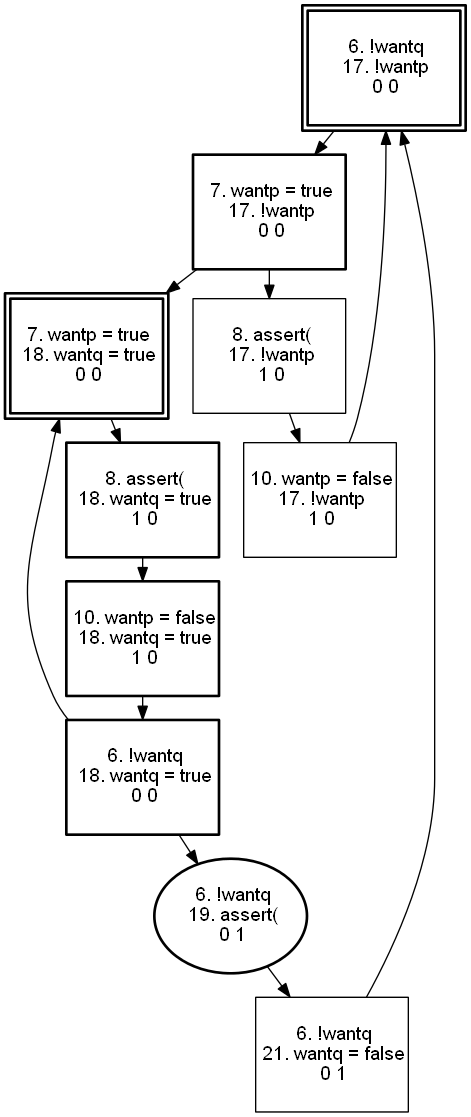 6. !wantq
17. !wantp
0 0
7. wantp = true
17. !wantp
0 0
7. wantp = true
18. wantq = true
0 0
8. assert(
17. !wantp
1 0
8. assert(
18. wantq = true
1 0
10. wantp = false
17. !wantp
1 0
10. wantp = false
18. wantq = true
1 0
6. !wantq
18. wantq = true
0 0
6. !wantq
19. assert(
0 1
6. !wantq
21. wantq = false
0 1